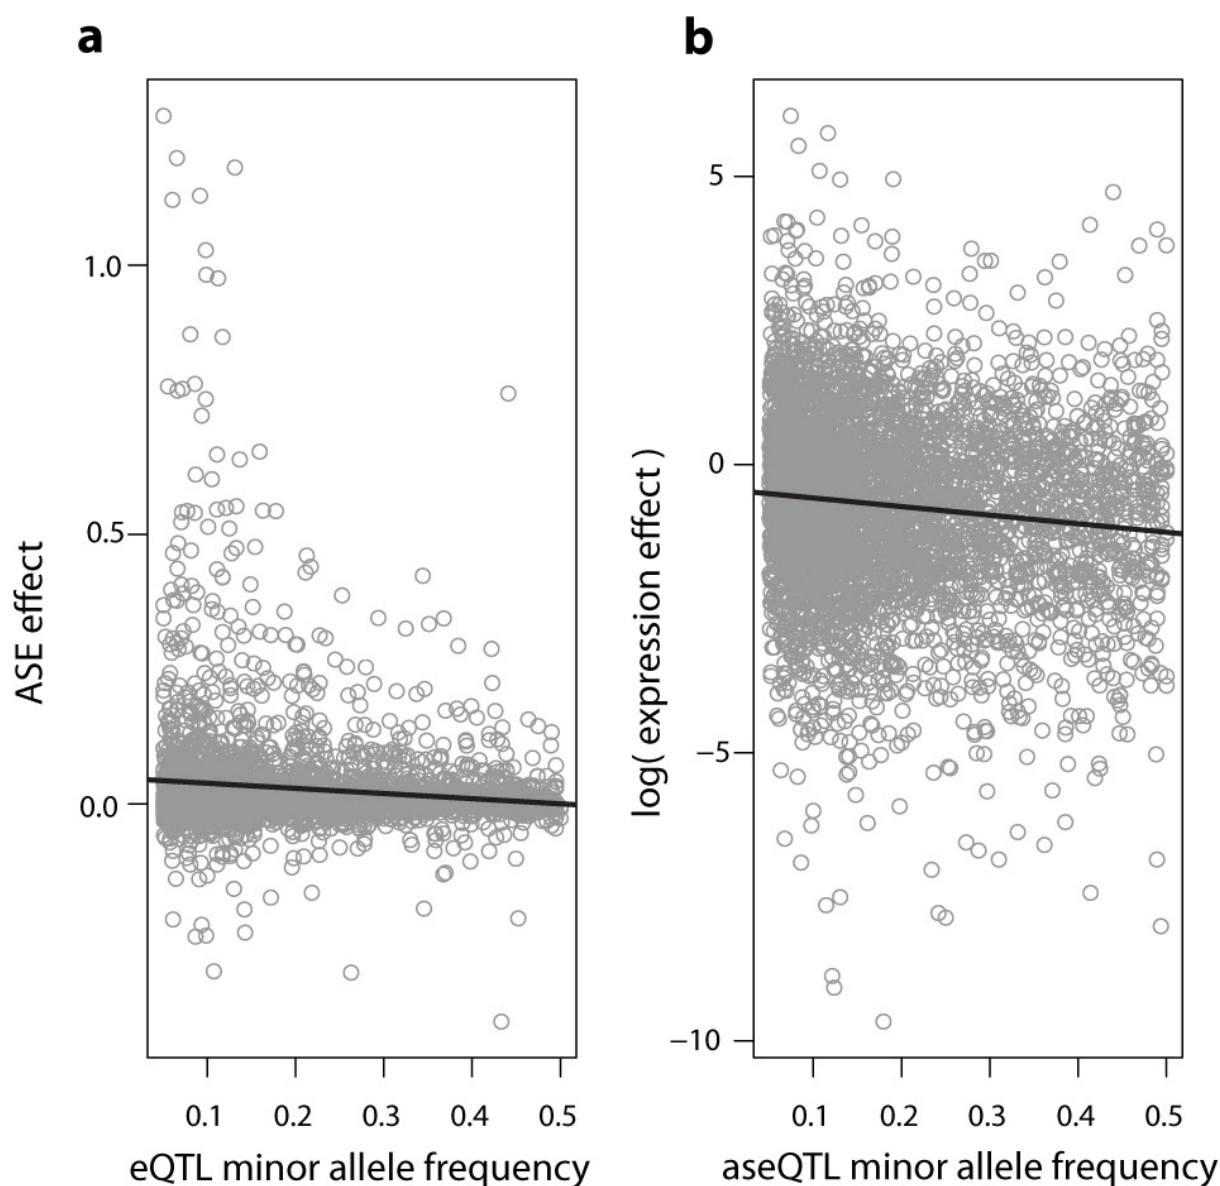 a
1.0
0.5
0.0
ASE effect
0.1 0.2 0.3 0.4 0.5
eQTL minor allele frequency
b
5
0
−5
−10
log( expression effect )
0.1 0.2 0.3 0.4 0.5
aseQTL minor allele frequency